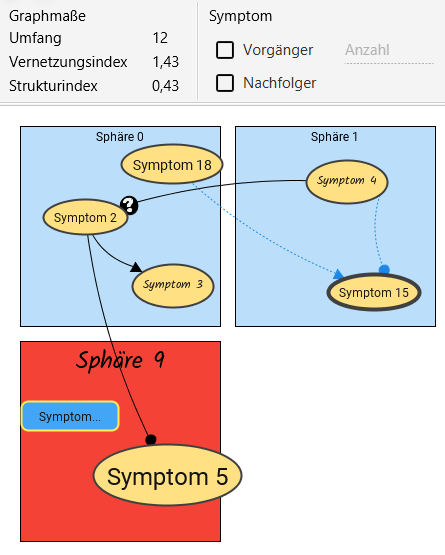 Graphmaße
Umfang 12
Vernetzungsindex 1,43
Strukturindex 0,43
Symptom
Vorgänger Anzahl
Nachfolger
Sphäre 0
Symptom 18
Symptom 2
Symptom 3
Sphäre 1
Symptom 4
Symptom 15
Sphäre 9
Symptom...
Symptom 5